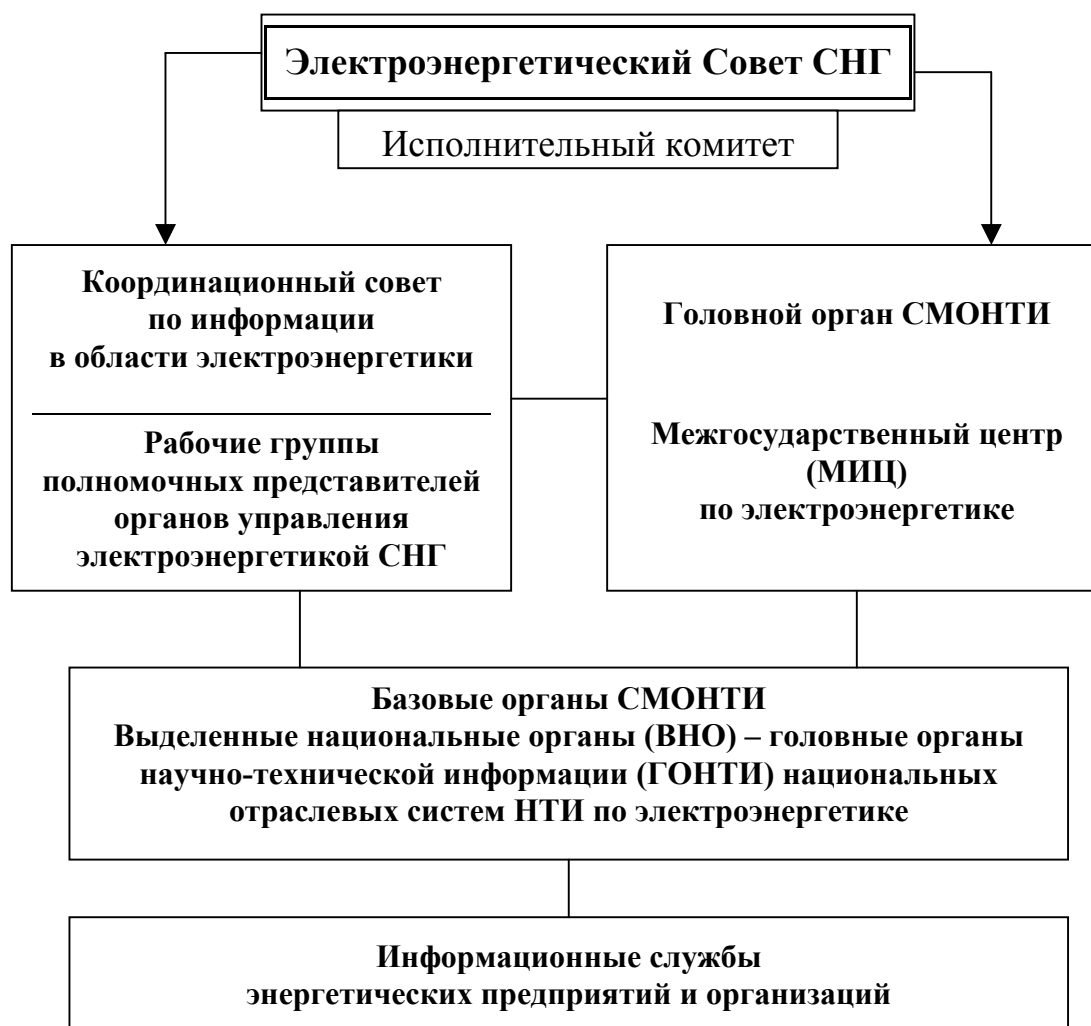 Электроэнергетический Совет СНГ
Исполнительный комитет
Координационный совет
по информации
в области электроэнергетики
Рабочие группы
полномочных представителей
органов управления
электроэнергетикой СНГ
Головной орган СМОНТИ
Межгосударственный центр
(МИЦ)
по электроэнергетике
Базовые органы СМОНТИ
Выделенные национальные органы (ВНО) – головные органы
научно-технической информации (ГОНТИ) национальных
отраслевых систем НТИ по электроэнергетике
Информационные службы
энергетических предприятий и организаций